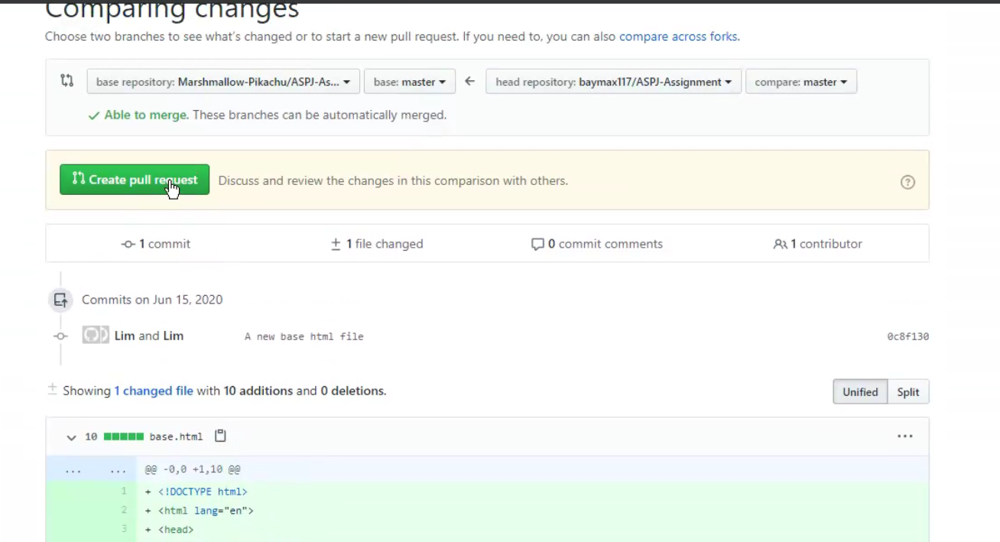 Comparing changes
Choose two branches to see what's changed or to start a new pull request. If you need to, you can also compare across forks.
base repository: Marshmallow-Pikachu/ASPJ-As... base: master head repository: baymax117/ASPJ-Assignment compare: master
Able to merge. These branches can be automatically merged.
Create pull request Discuss and review the changes in this comparison with others.
1 commit 1 file changed 0 commit comments 1 contributor
Commits on Jun 15, 2020
Lim and Lim A new base html file 0c8f130
Showing 1 changed file with 10 additions and 0 deletions. Unified Split
10 base.html ...
... ... @@ -0,0 +1,10 @@
1 + <!DOCTYPE html>
2 + <html lang="en">
3 + <head>